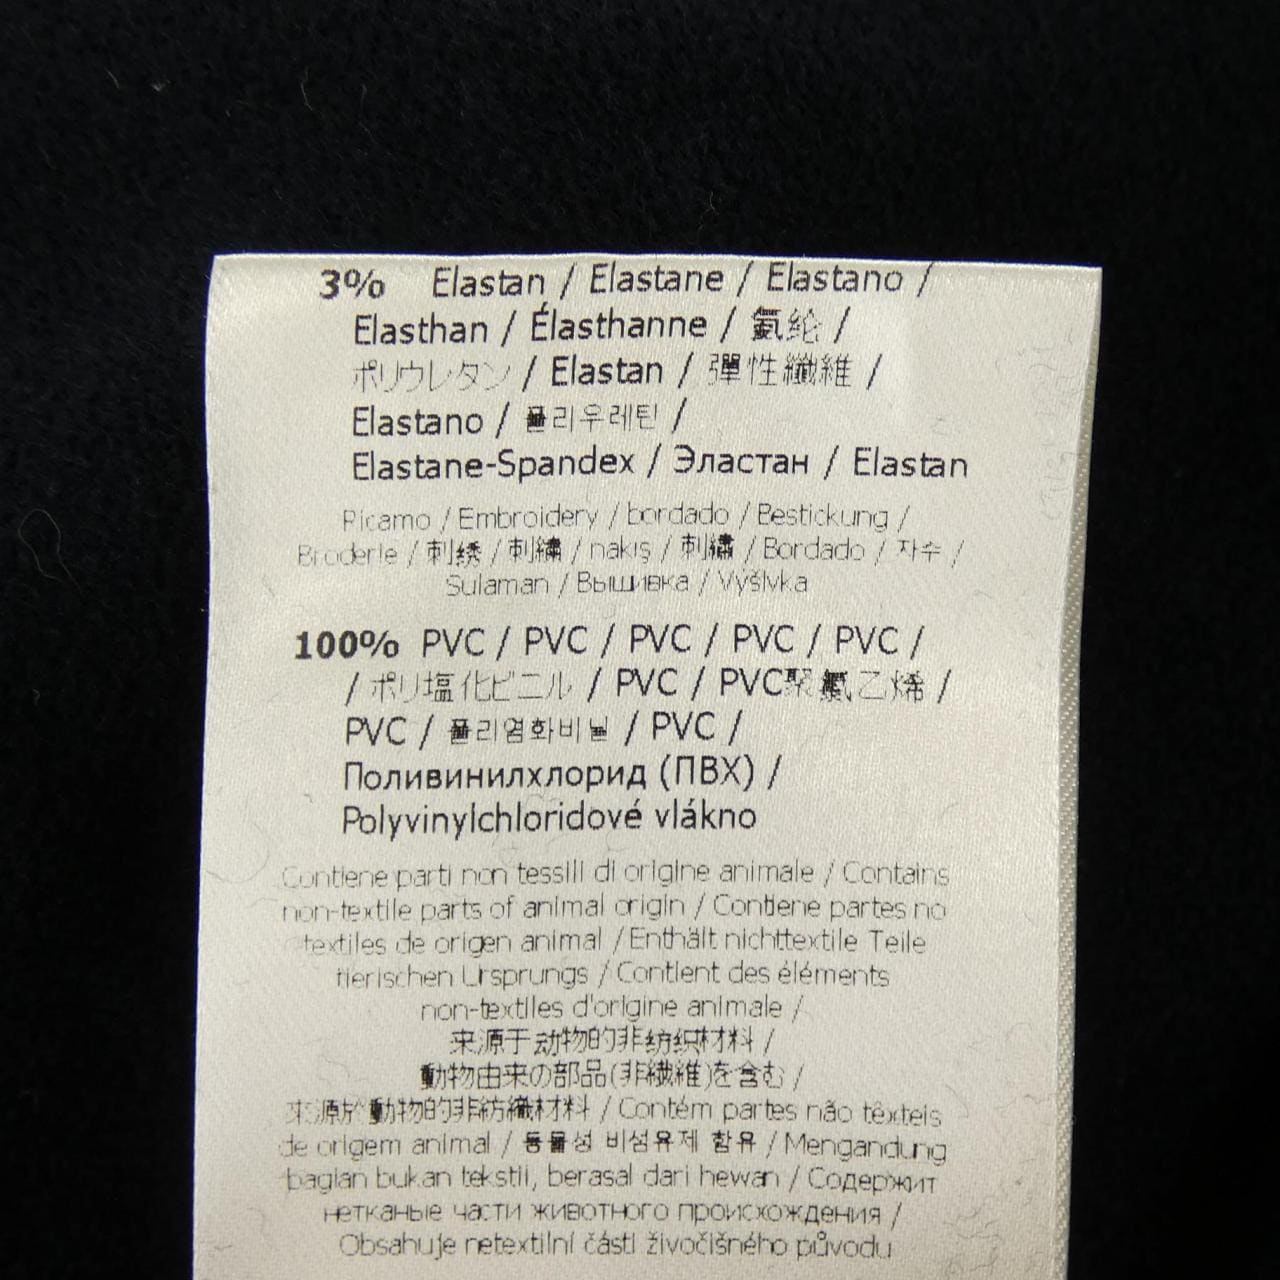 3% Elastan / Elastane / Elastano /
Elasthan / Élasthanne / 氨纶 /
ポリウレタン / Elastan / 彈性纖維 /
Elastano / 폴리우레탄 /
Elastane-Spandex / Эластан / Elastan
Ricamo / Embroidery / bordado / Bestickung /
Broderie / 刺绣 / 刺繍 / nakış / 刺繡 / Bordado / 자수 /
Sulaman / Вышивка / Výšivka
100% PVC / PVC / PVC / PVC / PVC /
/ ポリ塩化ビニル / PVC / PVC聚氯乙烯 /
PVC / 폴리염화비닐 / PVC /
Поливинилхлорид (ПВХ) /
Polyvinylchloridové vlákno
Contiene parti non tessili di origine animale / Contains
non-textile parts of animal origin / Contiene partes no
textiles de origen animal / Enthält nichttextile Teile
tierischen Ursprungs / Contient des éléments
non-textiles d'origine animale /
来源于动物的非纺织材料 /
動物由来の部品(非繊維)を含む /
來源於動物的非紡織材料 / Contém partes não têxteis
de origem animal / 동물성 비섬유제 함유 / Mengandung
bagian bukan tekstil, berasal dari hewan / Содержит
нетканые части животного происхождения /
Obsahuje netextilní části živočišného původu